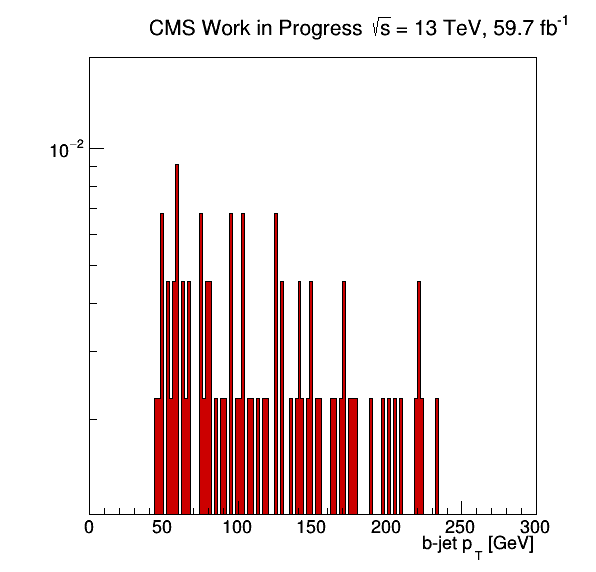 CMS Work in Progress √s = 13 TeV, 59.7 fb⁻¹
10⁻²
0 50 100 150 200 250 300
b-jet p_T [GeV]